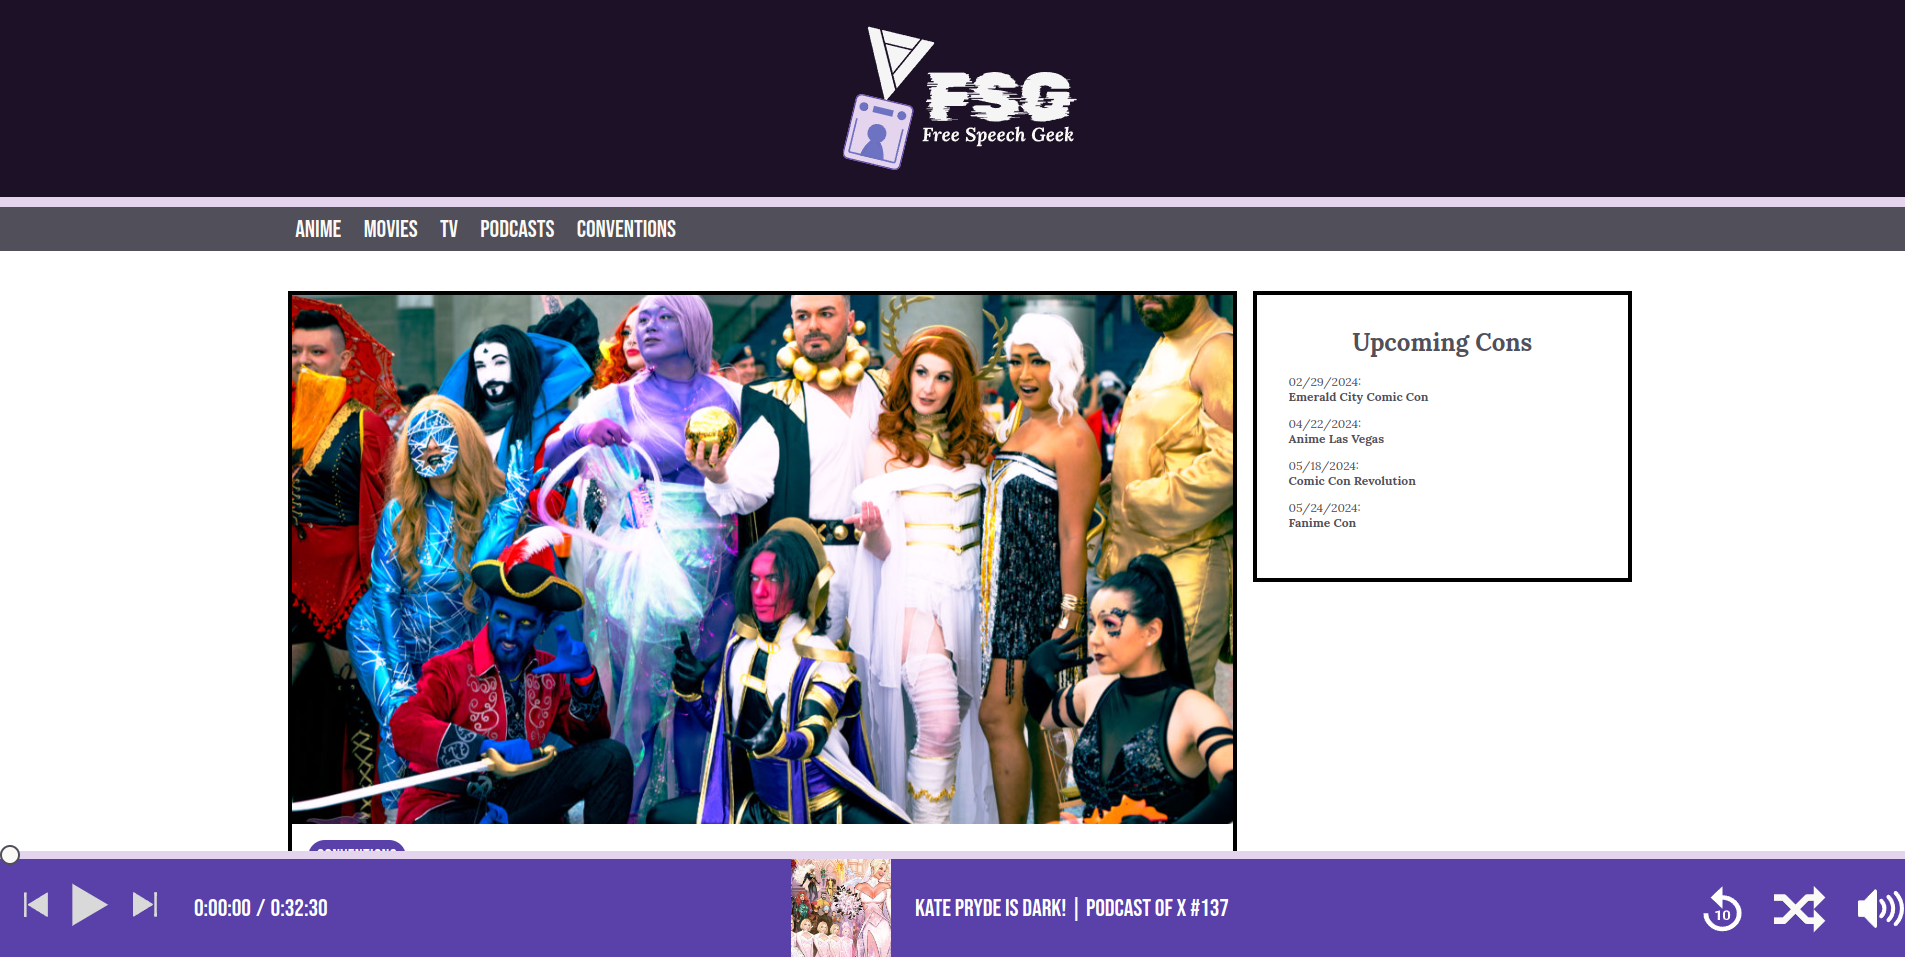 FSG
Free Speech Geek
ANIME MOVIES TV PODCASTS CONVENTIONS
Upcoming Cons
02/29/2024:
Emerald City Comic Con
04/22/2024:
Anime Las Vegas
05/18/2024:
Comic Con Revolution
05/24/2024:
Fanime Con
CONVENTIONS
0:00:00 / 0:32:30
KATE PRYDE IS DARK! | PODCAST OF X #137
10